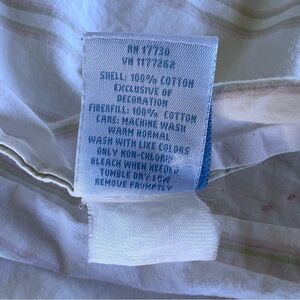 RN 17730
VN 1177262
SHELL: 100% COTTON
EXCLUSIVE OF
DECORATION
FIBERFILL: 100% COTTON
CARE: MACHINE WASH
WARM NORMAL
WASH WITH LIKE COLORS
ONLY NON-CHLORINE
BLEACH WHEN NEEDED
TUMBLE DRY LOW
REMOVE PROMPTLY